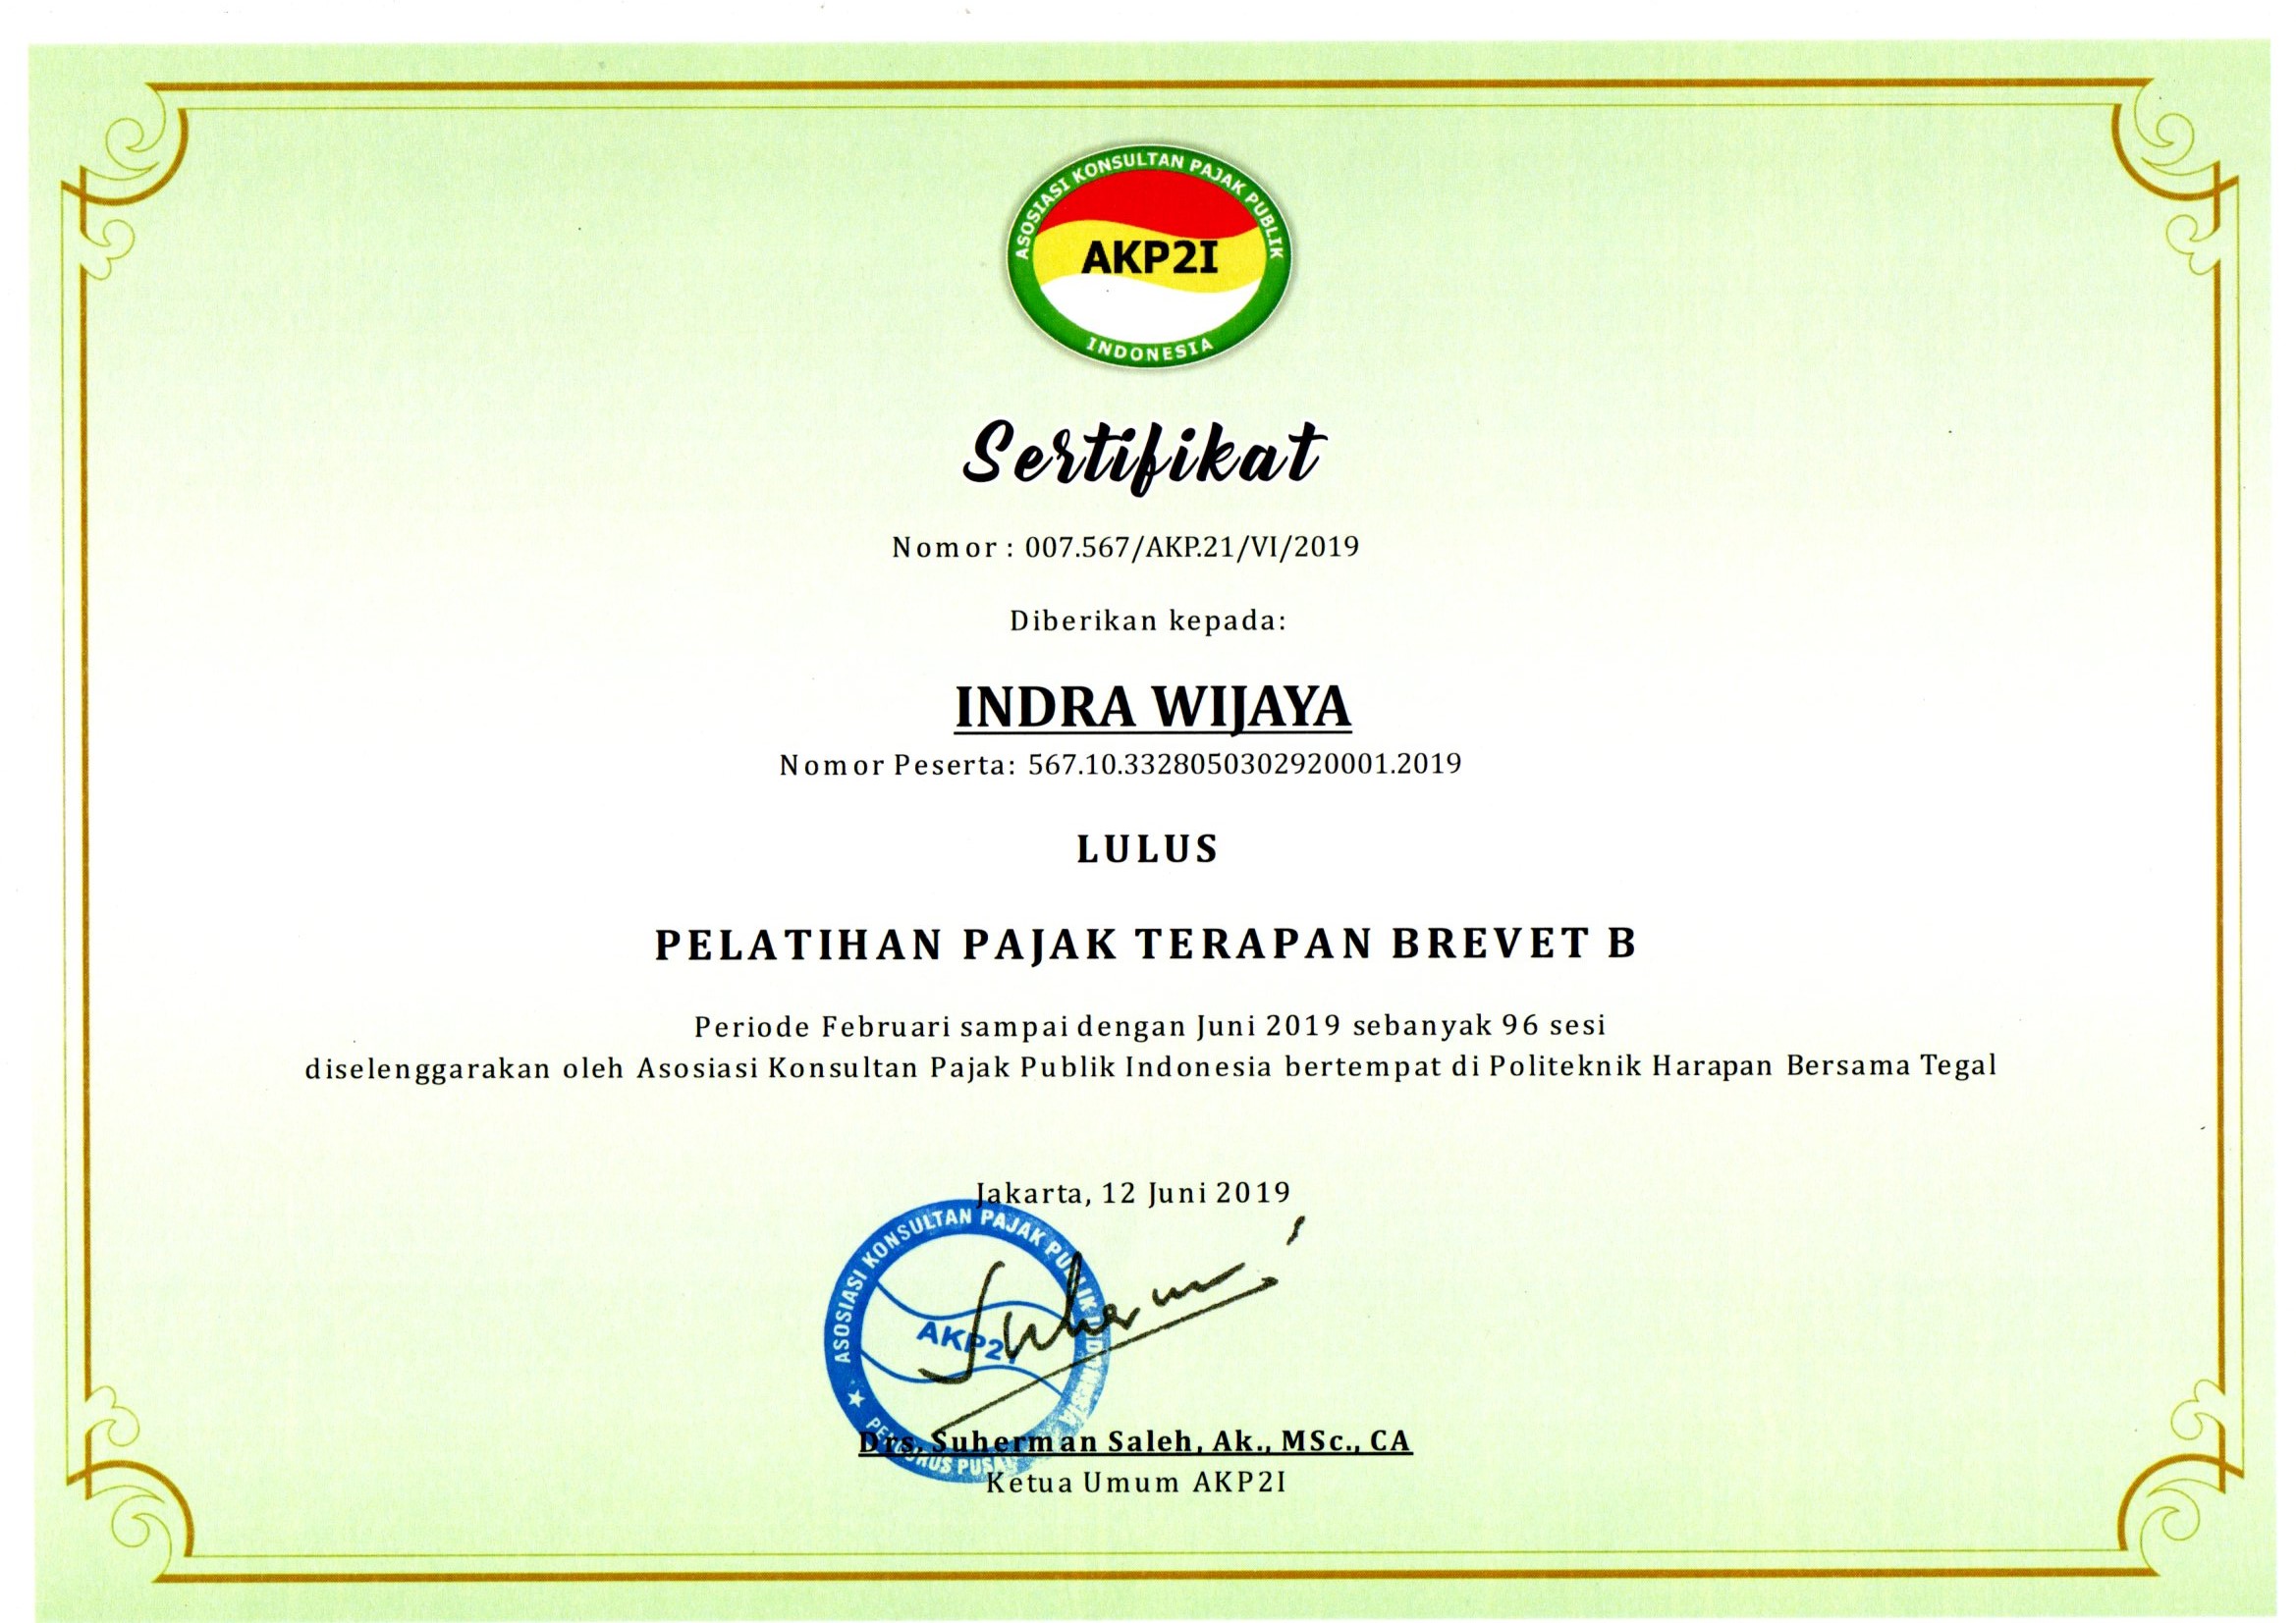 ASOSIASI KONSULTAN PAJAK PUBLIK
AKP2I
INDONESIA
Sertifikat
Nomor : 007.567/AKP.21/VI/2019
Diberikan kepada:
INDRA WIJAYA
Nomor Peserta: 567.10.3328050302920001.2019
LULUS
PELATIHAN PAJAK TERAPAN BREVET B
Periode Februari sampai dengan Juni 2019 sebanyak 96 sesi
diselenggarakan oleh Asosiasi Konsultan Pajak Publik Indonesia bertempat di Politeknik Harapan Bersama Tegal
Jakarta, 12 Juni 2019
ASOSIASI KONSULTAN PAJAK PUBLIK INDONESIA
AKP2I
Suherm
Drs. Suherman Saleh, Ak., MSc., CA
PENGURUS PUSAT
Ketua Umum AKP2I